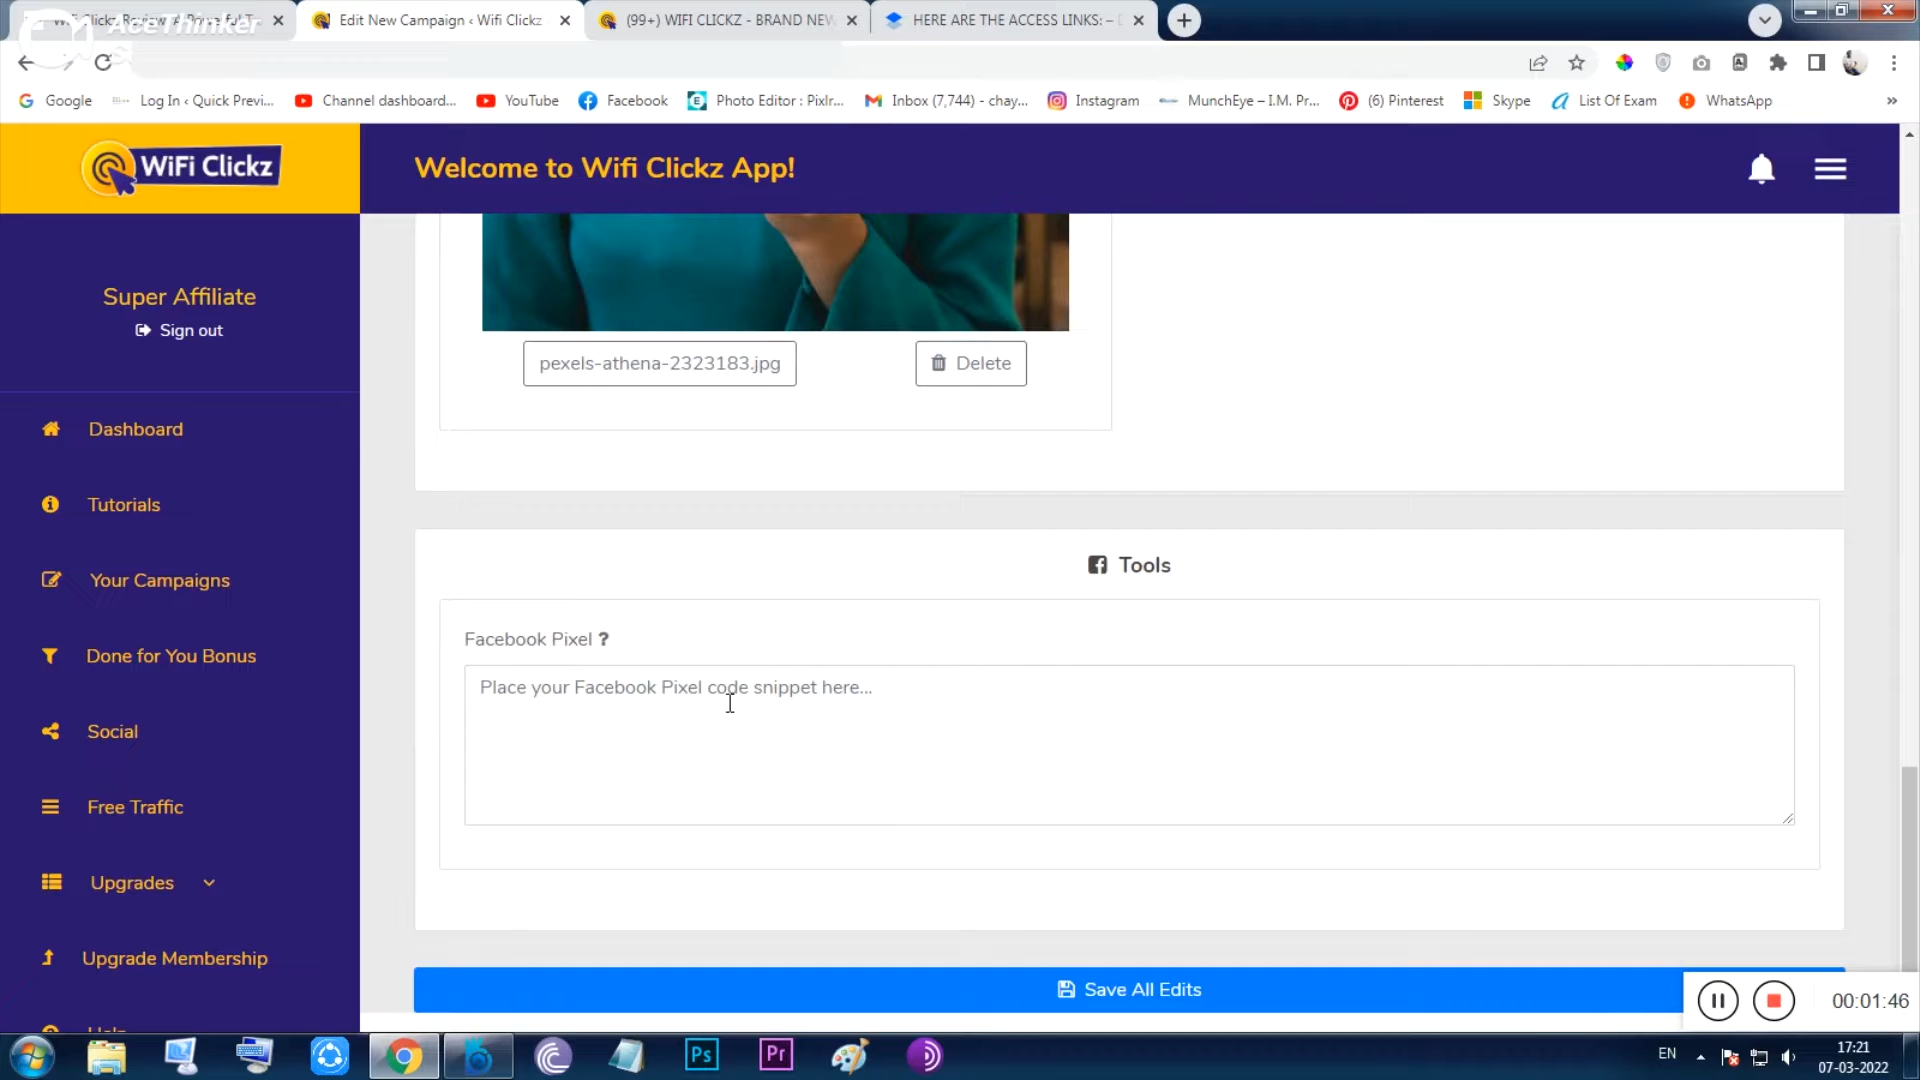 AceThinker
Edit New Campaign ‹ Wifi Clickz
(99+) WIFI CLICKZ - BRAND NEW
HERE ARE THE ACCESS LINKS: –
Google
Log In ‹ Quick Previ...
Channel dashboard...
YouTube
Facebook
Photo Editor : Pixlr...
Inbox (7,744) - chay...
Instagram
MunchEye – I.M. Pr...
(6) Pinterest
Skype
List Of Exam
WhatsApp
»
WiFi Clickz
Welcome to Wifi Clickz App!
Super Affiliate
Sign out
pexels-athena-2323183.jpg
Delete
Dashboard
Tutorials
Your Campaigns
Done for You Bonus
Social
Free Traffic
Upgrades
Upgrade Membership
Help
Tools
Facebook Pixel ?
Place your Facebook Pixel code snippet here...
Save All Edits
00:01:46
Ps
Pr
EN
17:21
07-03-2022